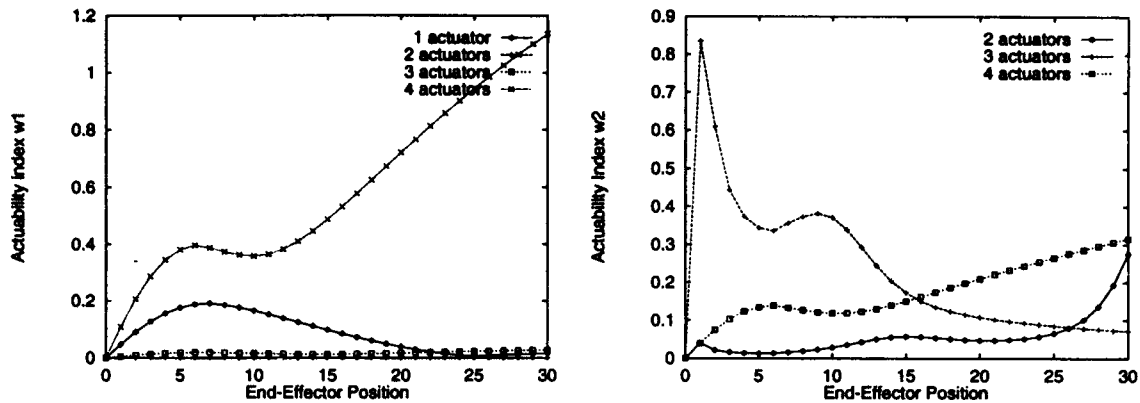 Actuability Index w1
1.2
1
0.8
0.6
0.4
0.2
0
0 5 10 15 20 25 30
End-Effector Position
1 actuator
2 actuators
3 actuators
4 actuators
Actuability Index w2
0.9
0.8
0.7
0.6
0.5
0.4
0.3
0.2
0.1
0
0 5 10 15 20 25 30
End-Effector Position
2 actuators
3 actuators
4 actuators